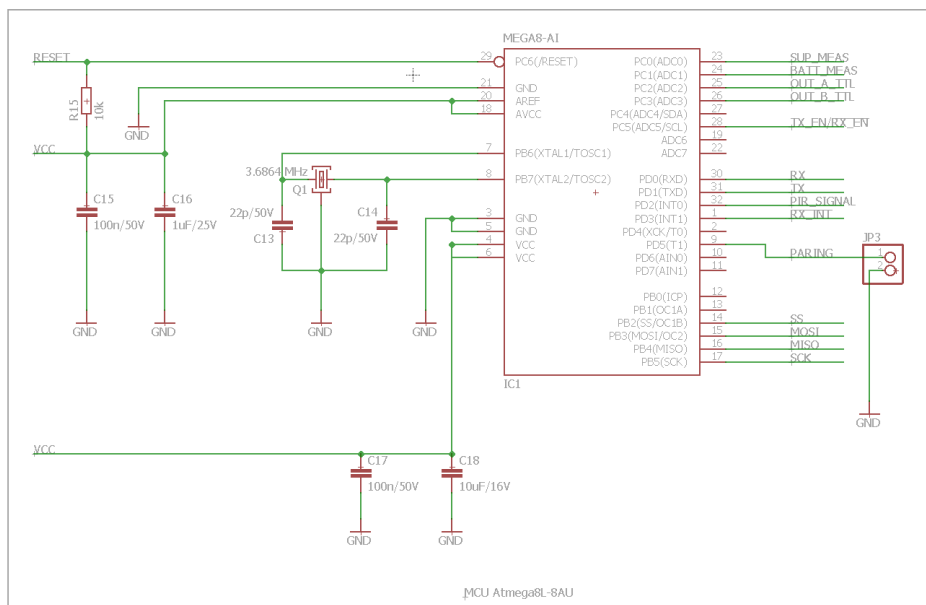 MEGA8-AI
RESET
29 PC6(/RESET)
21 GND
20 AREF
18 AVCC
7 PB6(XTAL1/TOSC1)
8 PB7(XTAL2/TOSC2)
3 GND
5 GND
4 VCC
6 VCC
PC0(ADC0) 23 SUP_MEAS
PC1(ADC1) 24 BATT_MEAS
PC2(ADC2) 25 OUT_A_TTL
PC3(ADC3) 26 OUT_B_TTL
PC4(ADC4/SDA) 27
PC5(ADC5/SCL) 28 TX_EN/RX_EN
ADC6 19
ADC7 22
PD0(RXD) 30 RX
PD1(TXD) 31 TX
PD2(INT0) 32 PIR_SIGNAL
PD3(INT1) 1 RX_INT
PD4(XCK/T0) 2
PD5(T1) 9 PARING
PD6(AIN0) 10
PD7(AIN1) 11
PB0(ICP) 12
PB1(OC1A) 13
PB2(SS/OC1B) 14 SS
PB3(MOSI/OC2) 15 MOSI
PB4(MISO) 16 MISO
PB5(SCK) 17 SCK
IC1
JP3
1
2
GND
R15
10k
GND
VCC
3.6864 MHz
Q1
C15
100n/50V
C16
1uF/25V
22p/50V
C13
C14
22p/50V
GND
GND
GND
GND
VCC
C17
100n/50V
C18
10uF/16V
GND
GND
MCU Atmega8L-8AU